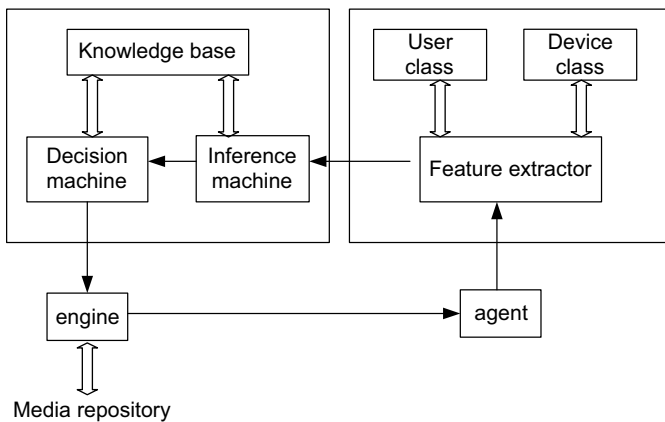 Knowledge base
User
class
Device
class
Decision
machine
Inference
machine
Feature extractor
engine
agent
Media repository